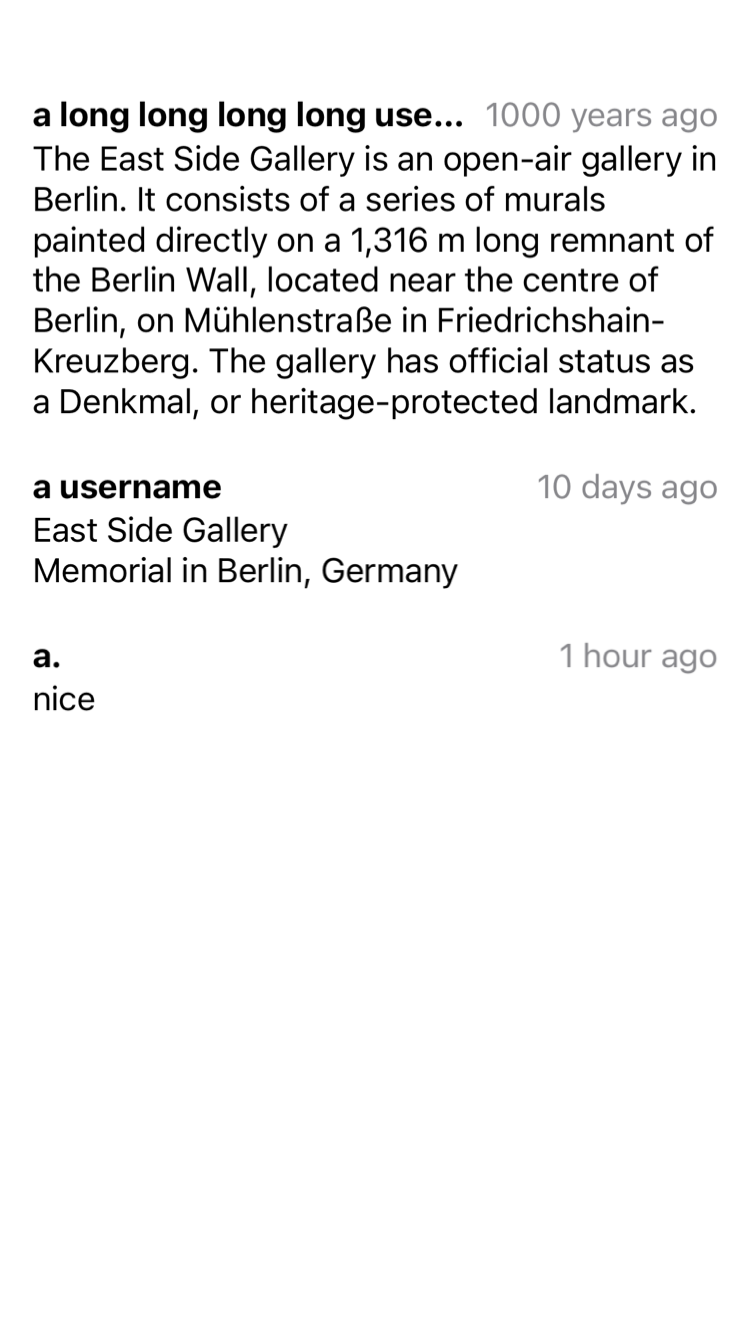 a long long long long use... 1000 years ago
The East Side Gallery is an open-air gallery in
Berlin. It consists of a series of murals
painted directly on a 1,316 m long remnant of
the Berlin Wall, located near the centre of
Berlin, on Mühlenstraße in Friedrichshain-
Kreuzberg. The gallery has official status as
a Denkmal, or heritage-protected landmark.
a username 10 days ago
East Side Gallery
Memorial in Berlin, Germany
a. 1 hour ago
nice